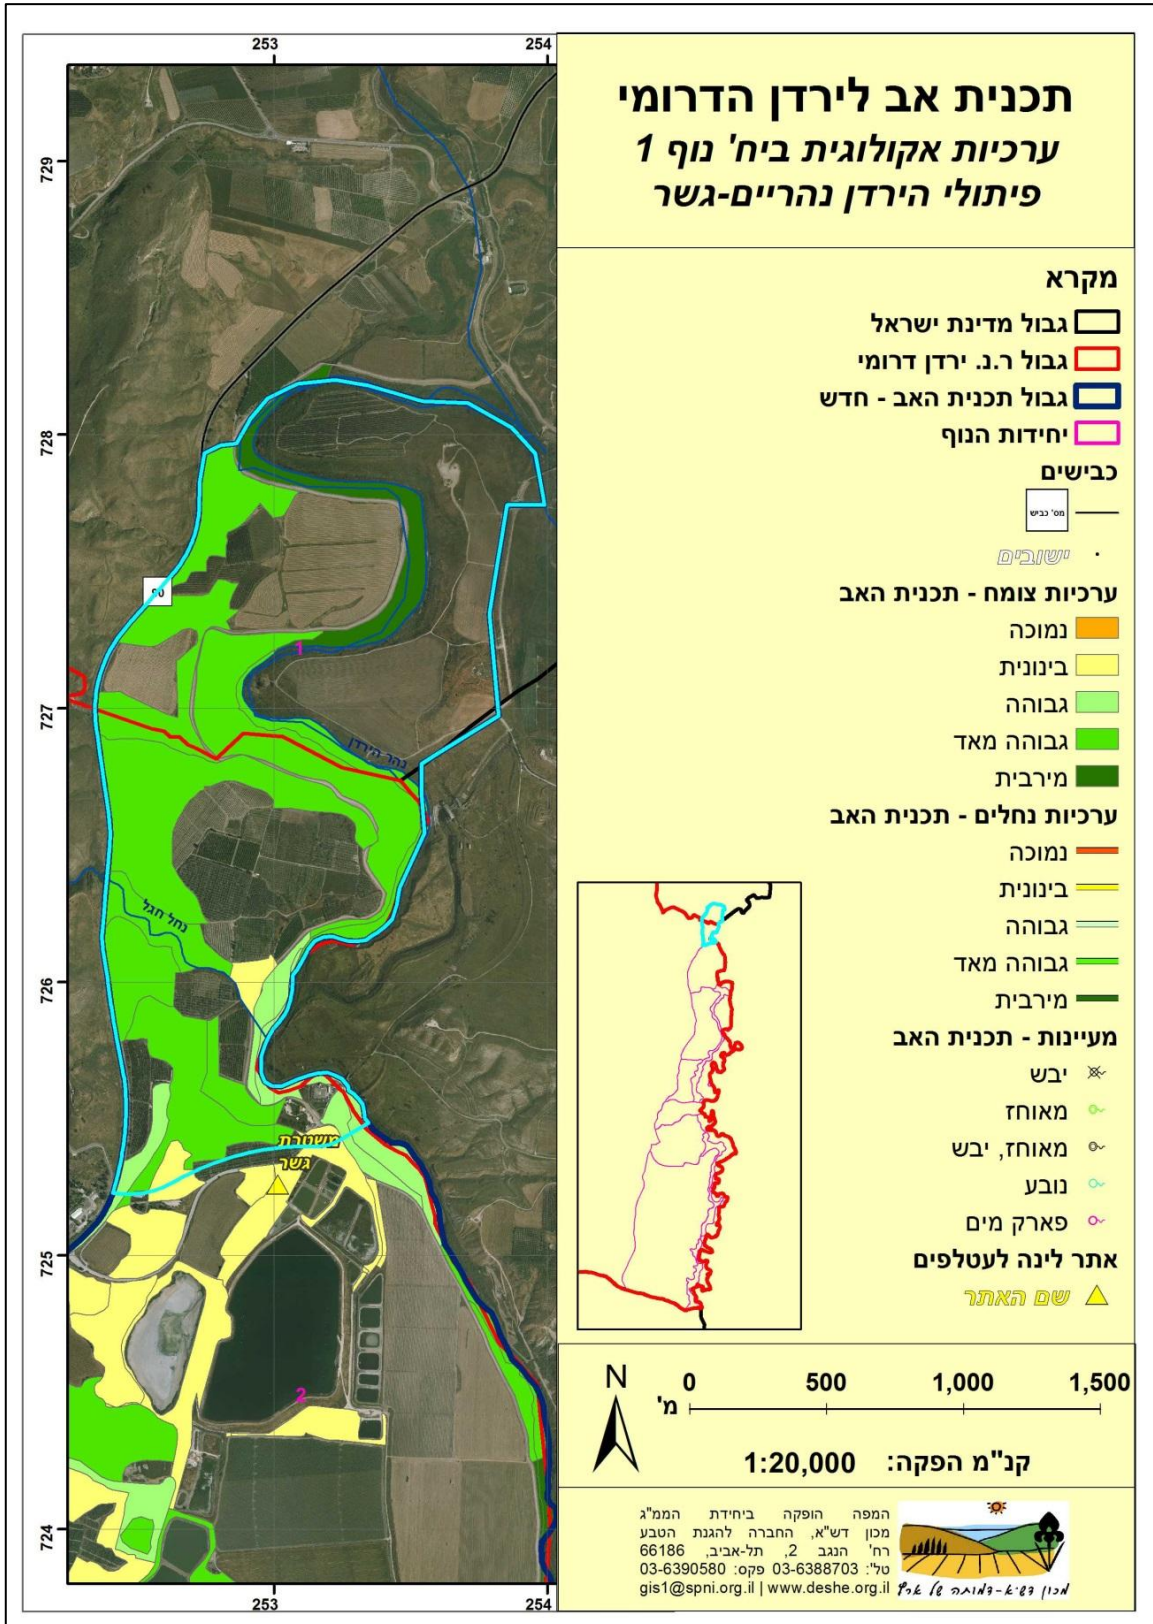 253
254
729
728
727
726
725
724
253
254
90
1
נהר הירדן
נחל חגל
משטרת
גשר
2
תכנית אב לירדן הדרומי
ערכיות אקולוגית ביח' נוף 1
פיתולי הירדן נהריים-גשר
מקרא
גבול מדינת ישראל
גבול ר.נ. ירדן דרומי
גבול תכנית האב - חדש
יחידות הנוף
כבישים
מס' כביש
ישובים
ערכיות צומח - תכנית האב
נמוכה
בינונית
גבוהה
גבוהה מאד
מירבית
ערכיות נחלים - תכנית האב
נמוכה
בינונית
גבוהה
גבוהה מאד
מירבית
מעיינות - תכנית האב
יבש
מאוחז
מאוחז, יבש
נובע
פארק מים
אתר לינה לעטלפים
שם האתר
N
0 500 1,000 1,500
מ'
קנ"מ הפקה: 1:20,000
המפה הופקה ביחידת הממ"ג
מכון דש"א, החברה להגנת הטבע
רח' הנגב 2, תל-אביב, 66186
טל': 03-6388703 פקס: 03-6390580
gis1@spni.org.il | www.deshe.org.il
מכון דש"א-דמותה של ארץ